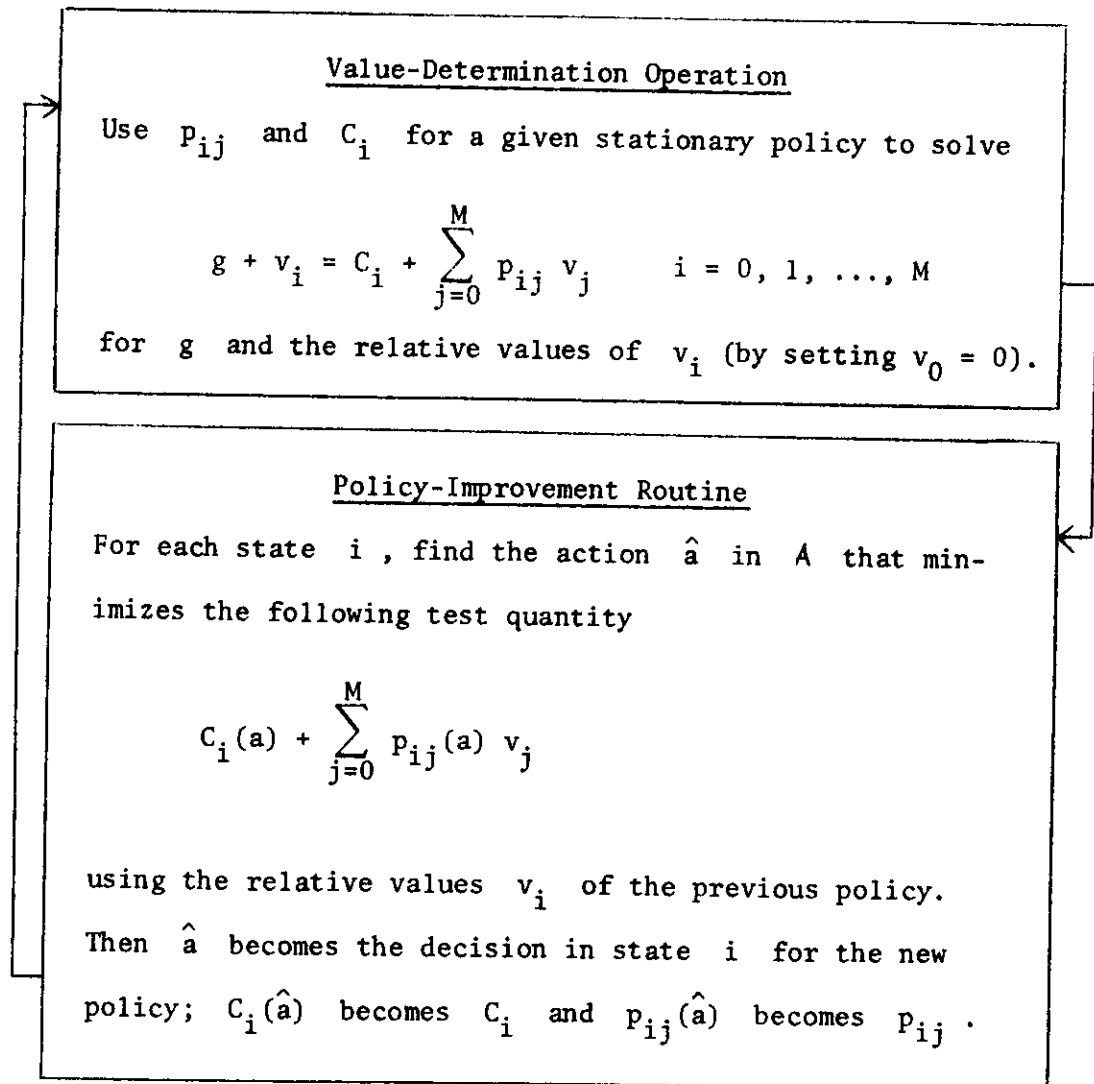 Value-Determination Operation
Use p_ij and C_i for a given stationary policy to solve
g + v_i = C_i + \sum_{j=0}^{M} p_ij v_j i = 0, 1, ..., M
for g and the relative values of v_i (by setting v_0 = 0).
Policy-Improvement Routine
For each state i , find the action â in A that min-
imizes the following test quantity
C_i(a) + \sum_{j=0}^{M} p_ij(a) v_j
using the relative values v_i of the previous policy.
Then â becomes the decision in state i for the new
policy; C_i(â) becomes C_i and p_ij(â) becomes p_ij .